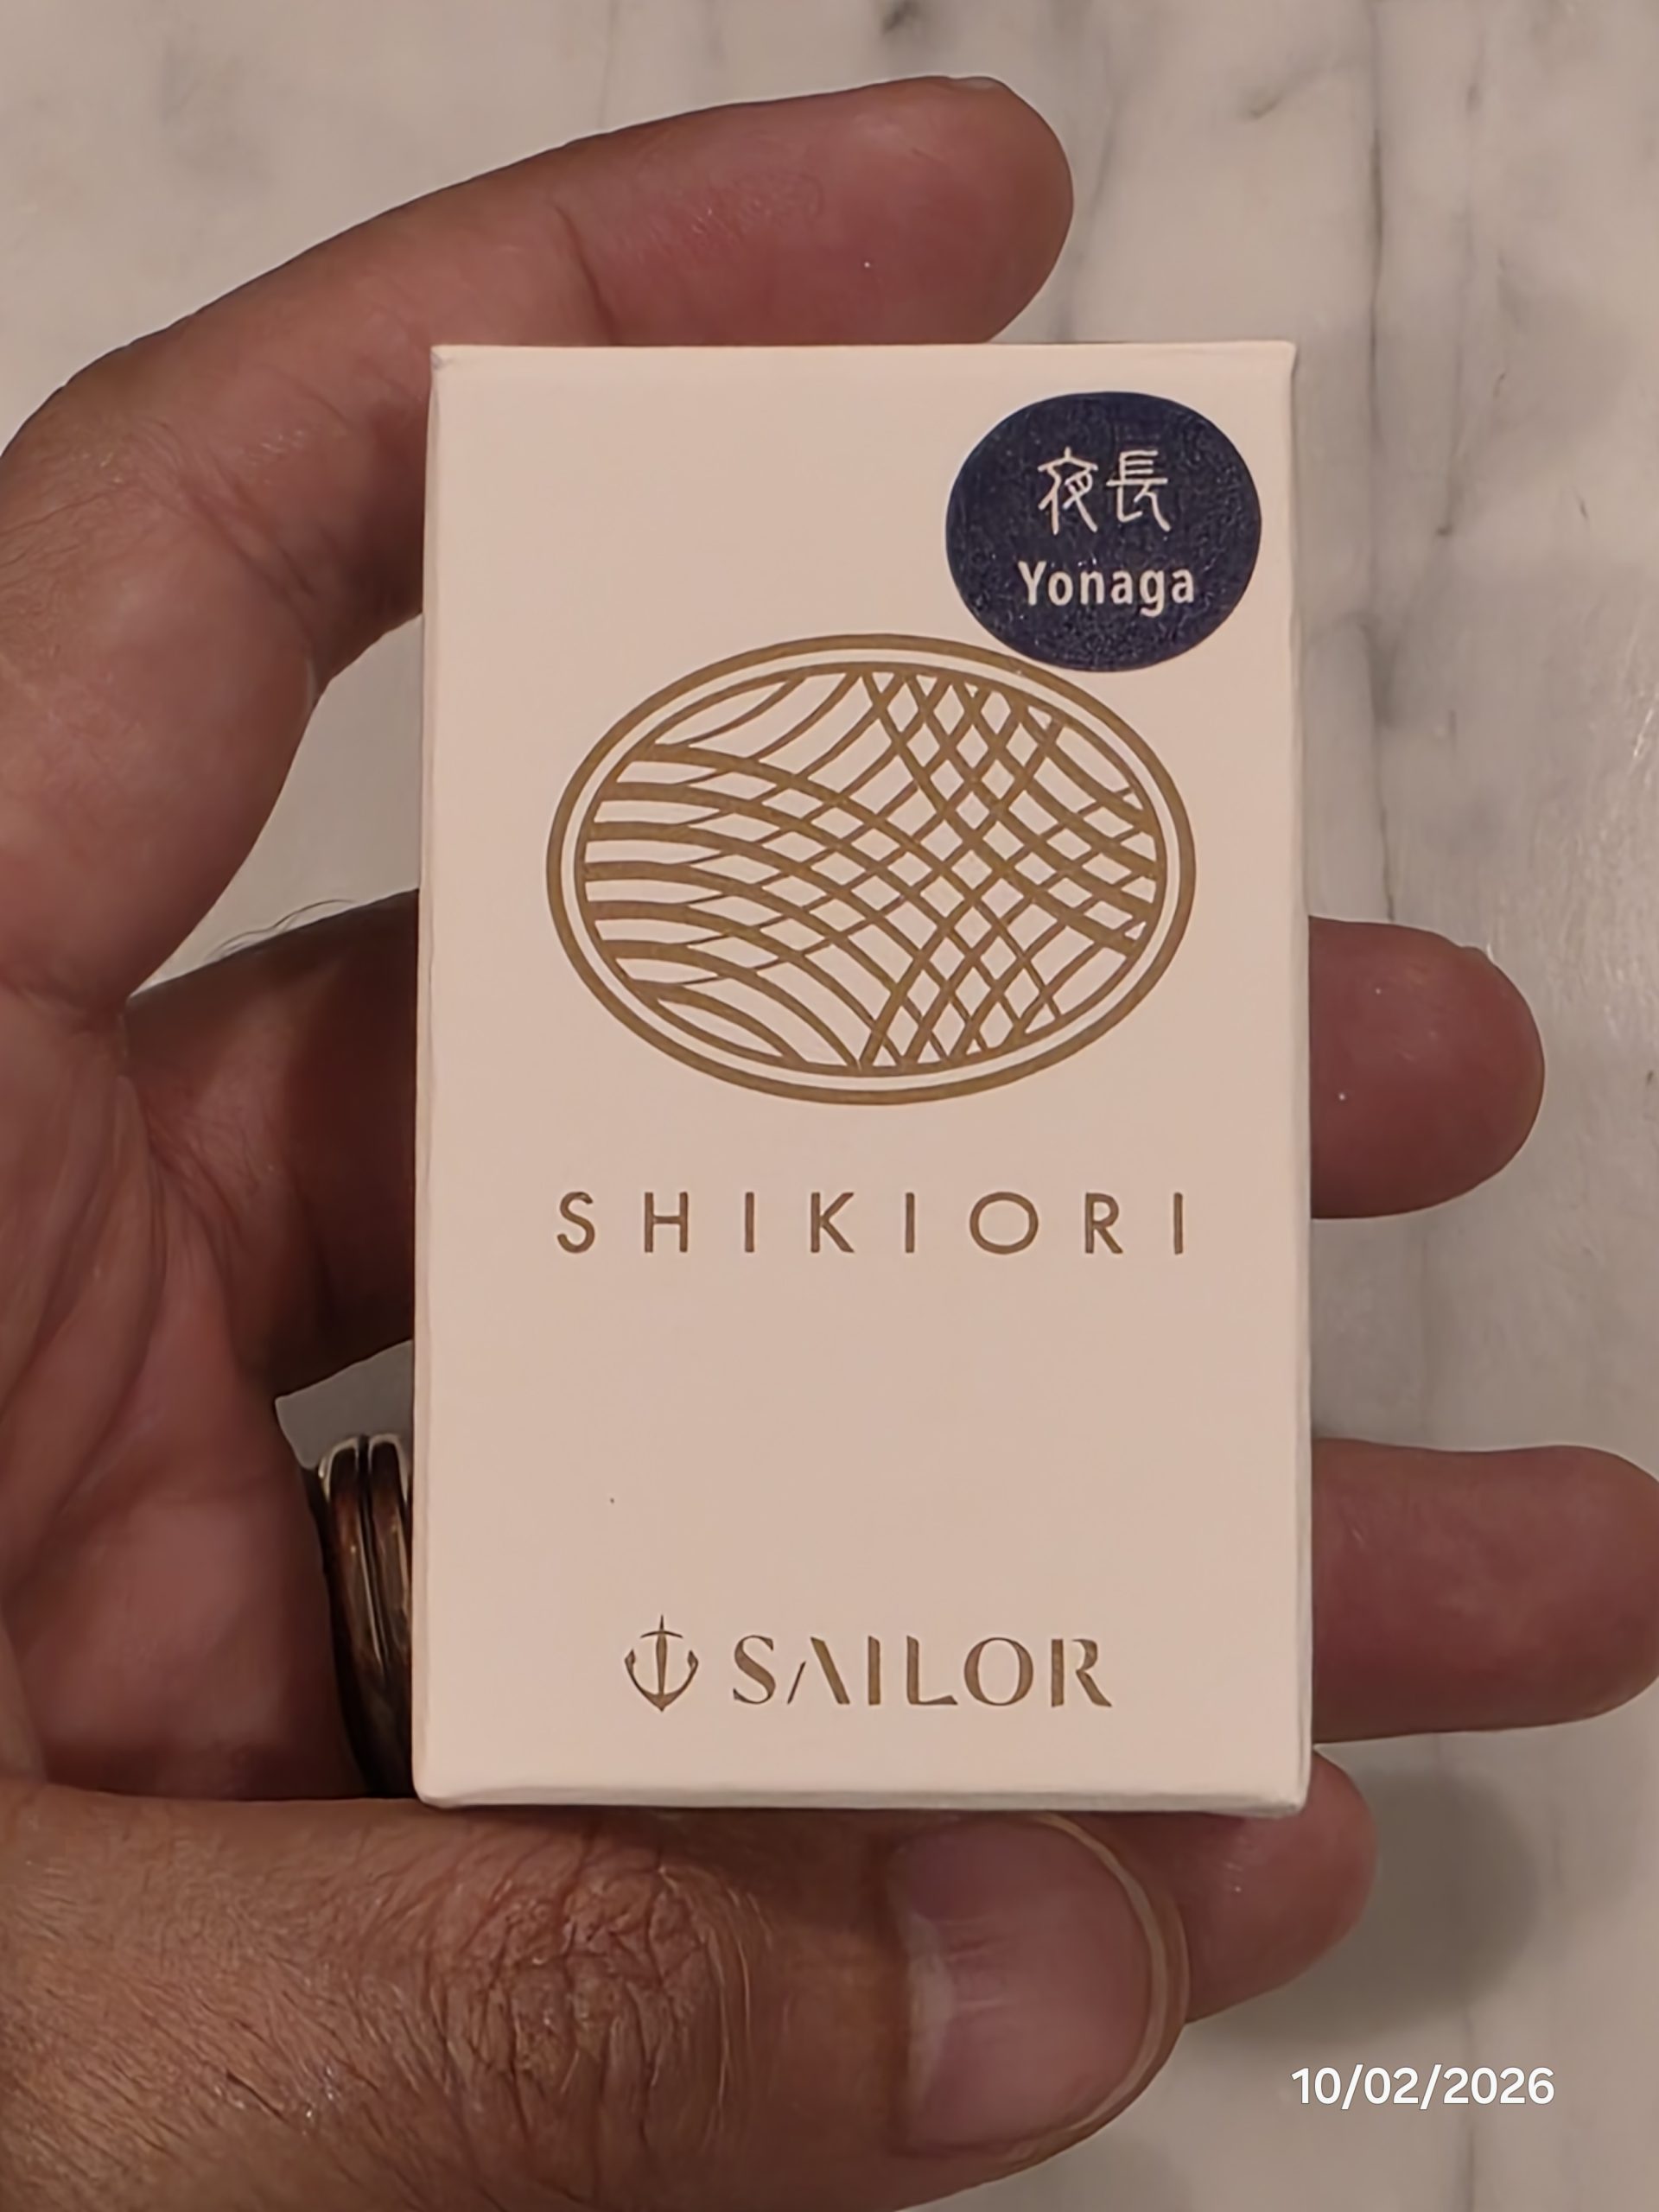 夜長
Yonaga
SHIKIORI
SAILOR
10/02/2026